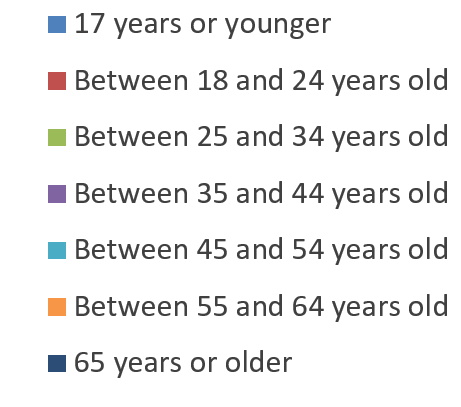 17 years or younger
Between 18 and 24 years old
Between 25 and 34 years old
Between 35 and 44 years old
Between 45 and 54 years old
Between 55 and 64 years old
65 years or older